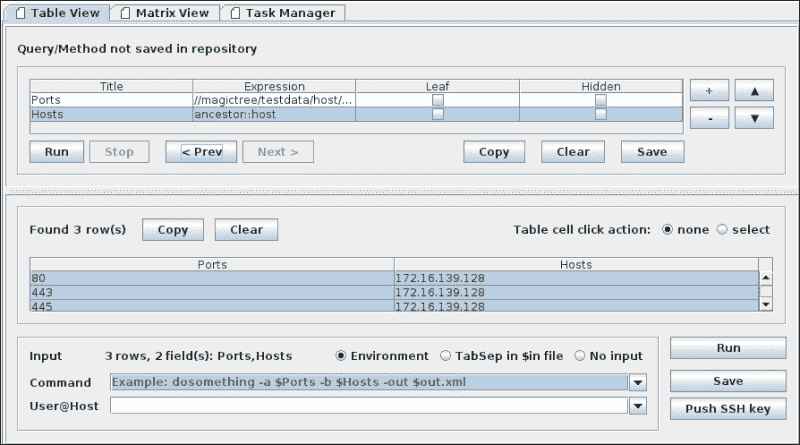 Table View Matrix View Task Manager
Query/Method not saved in repository
Title Expression Leaf Hidden
Ports //magictree/testdata/host/...
Hosts ancestor::host
+ ▲
- ▼
Run Stop < Prev Next > Copy Clear Save
Found 3 row(s) Copy Clear Table cell click action: none select
Ports Hosts
80 172.16.139.128
443 172.16.139.128
445 172.16.139.128
Input 3 rows, 2 field(s): Ports,Hosts Environment TabSep in $in file No input Run
Command Example: dosomething -a $Ports -b $Hosts -out $out.xml Save
User@Host Push SSH key